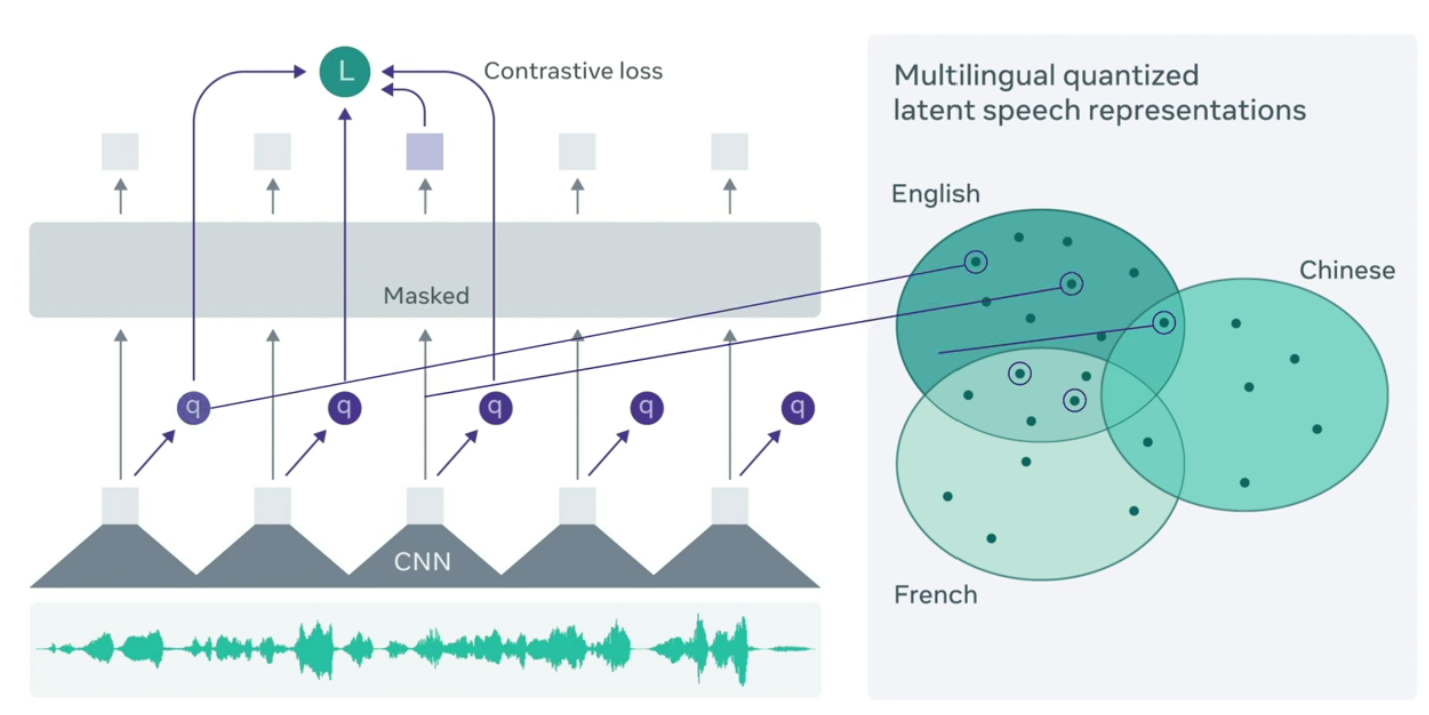 L
Contrastive loss
Masked
q
q
q
q
q
CNN
Multilingual quantized
latent speech representations
English
Chinese
French